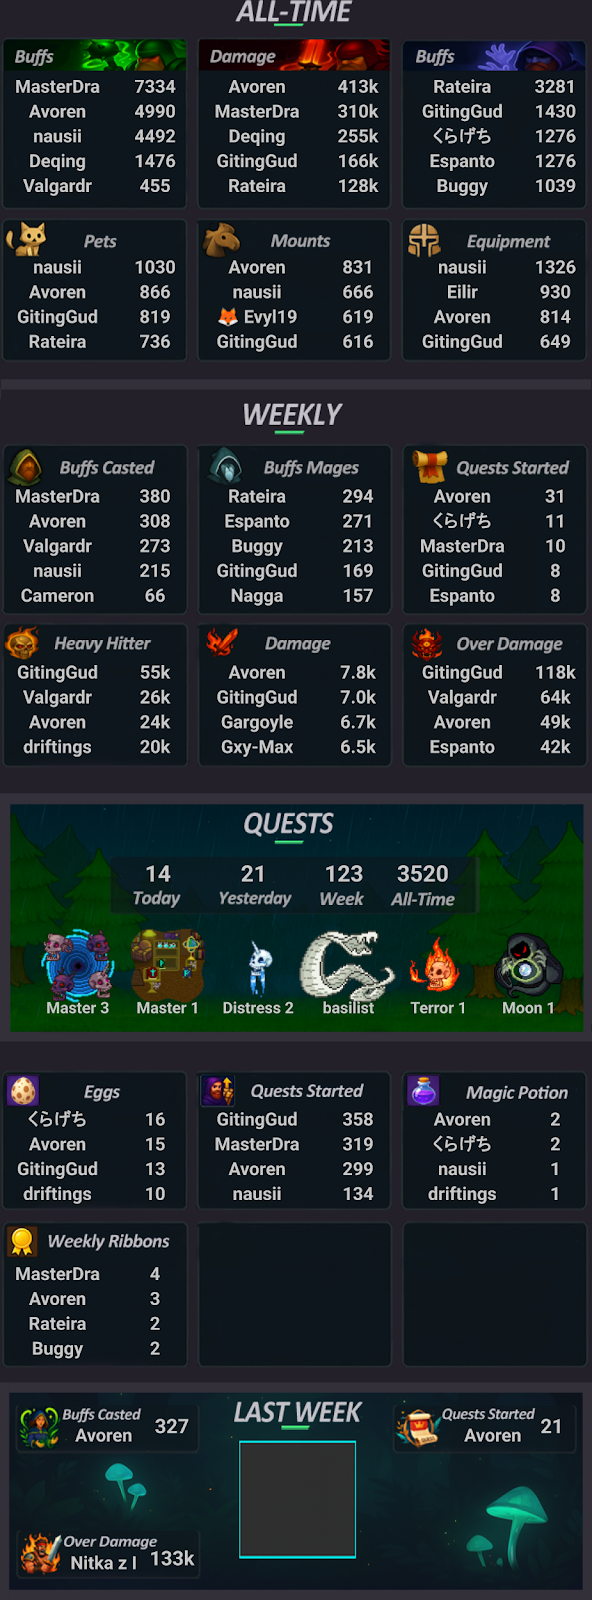 ALL-TIME
Buffs
MasterDra 7334
Avoren 4990
nausii 4492
Deqing 1476
Valgardr 455
Damage
Avoren 413k
MasterDra 310k
Deqing 255k
GitingGud 166k
Rateira 128k
Buffs
Rateira 3281
GitingGud 1430
くらげち 1276
Espanto 1276
Buggy 1039
Pets
nausii 1030
Avoren 866
GitingGud 819
Rateira 736
Mounts
Avoren 831
nausii 666
🦊 Evyl19 619
GitingGud 616
Equipment
nausii 1326
Eilir 930
Avoren 814
GitingGud 649
WEEKLY
Buffs Casted
MasterDra 380
Avoren 308
Valgardr 273
nausii 215
Cameron 66
Buffs Mages
Rateira 294
Espanto 271
Buggy 213
GitingGud 169
Nagga 157
Quests Started
Avoren 31
くらげち 11
MasterDra 10
GitingGud 8
Espanto 8
Heavy Hitter
GitingGud 55k
Valgardr 26k
Avoren 24k
driftings 20k
Damage
Avoren 7.8k
GitingGud 7.0k
Gargoyle 6.7k
Gxy-Max 6.5k
Over Damage
GitingGud 118k
Valgardr 64k
Avoren 49k
Espanto 42k
QUESTS
14 21 123 3520
Today Yesterday Week All-Time
Master 3 Master 1 Distress 2 basilist Terror 1 Moon 1
Eggs
くらげち 16
Avoren 15
GitingGud 13
driftings 10
Quests Started
GitingGud 358
MasterDra 319
Avoren 299
nausii 134
Magic Potion
Avoren 2
くらげち 2
nausii 1
driftings 1
Weekly Ribbons
MasterDra 4
Avoren 3
Rateira 2
Buggy 2
LAST WEEK
Buffs Casted
Avoren 327
Quests Started
Avoren 21
Over Damage
Nitka z l 133k